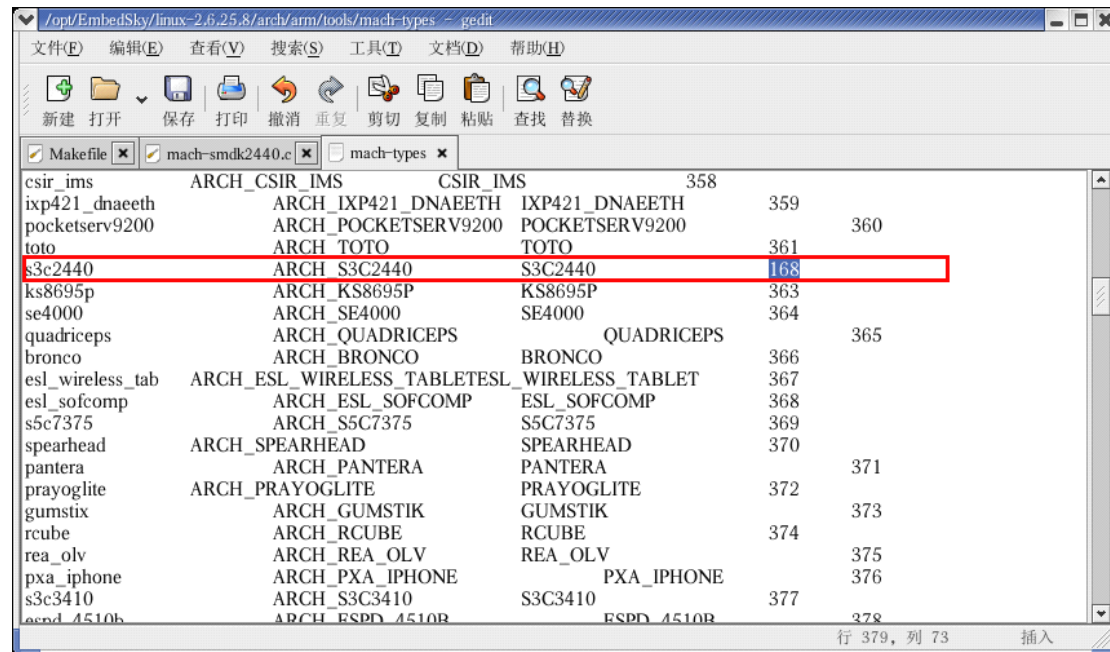 /opt/EmbedSky/linux-2.6.25.8/arch/arm/tools/mach-types - gedit
文件(F) 编辑(E) 查看(V) 搜索(S) 工具(T) 文档(D) 帮助(H)
新建 打开 保存 打印 撤消 重复 剪切 复制 粘贴 查找 替换
Makefile mach-smdk2440.c mach-types
csir_ims ARCH_CSIR_IMS CSIR_IMS 358
ixp421_dnaeeth ARCH_IXP421_DNAEETH IXP421_DNAEETH 359
pocketserv9200 ARCH_POCKETSERV9200 POCKETSERV9200 360
toto ARCH_TOTO TOTO 361
s3c2440 ARCH_S3C2440 S3C2440 168
ks8695p ARCH_KS8695P KS8695P 363
se4000 ARCH_SE4000 SE4000 364
quadriceps ARCH_QUADRICEPS QUADRICEPS 365
bronco ARCH_BRONCO BRONCO 366
esl_wireless_tab ARCH_ESL_WIRELESS_TABLETESL_WIRELESS_TABLET 367
esl_sofcomp ARCH_ESL_SOFCOMP ESL_SOFCOMP 368
s5c7375 ARCH_S5C7375 S5C7375 369
spearhead ARCH_SPEARHEAD SPEARHEAD 370
pantera ARCH_PANTERA PANTERA 371
prayoglite ARCH_PRAYOGLITE PRAYOGLITE 372
gumstix ARCH_GUMSTIK GUMSTIK 373
rcube ARCH_RCUBE RCUBE 374
rea_olv ARCH_REA_OLV REA_OLV 375
pxa_iphone ARCH_PXA_IPHONE PXA_IPHONE 376
s3c3410 ARCH_S3C3410 S3C3410 377
espd_4510b ARCH_ESPD_4510B ESPD_4510B 378
行 379, 列 73 插入